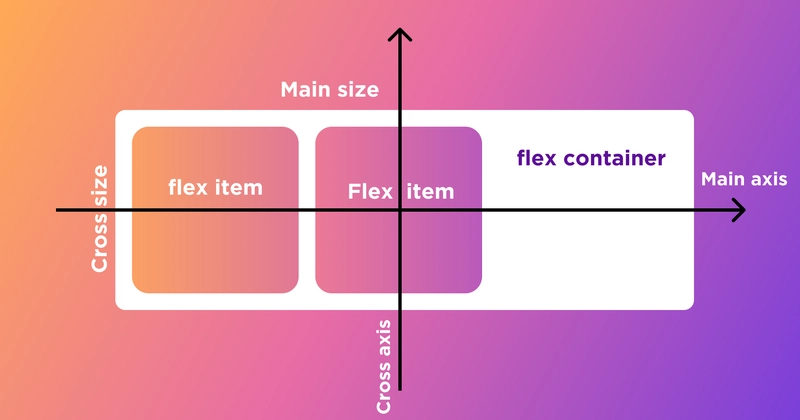 Main size
flex container
Main axis
flex item
Flex item
Cross size
Cross axis